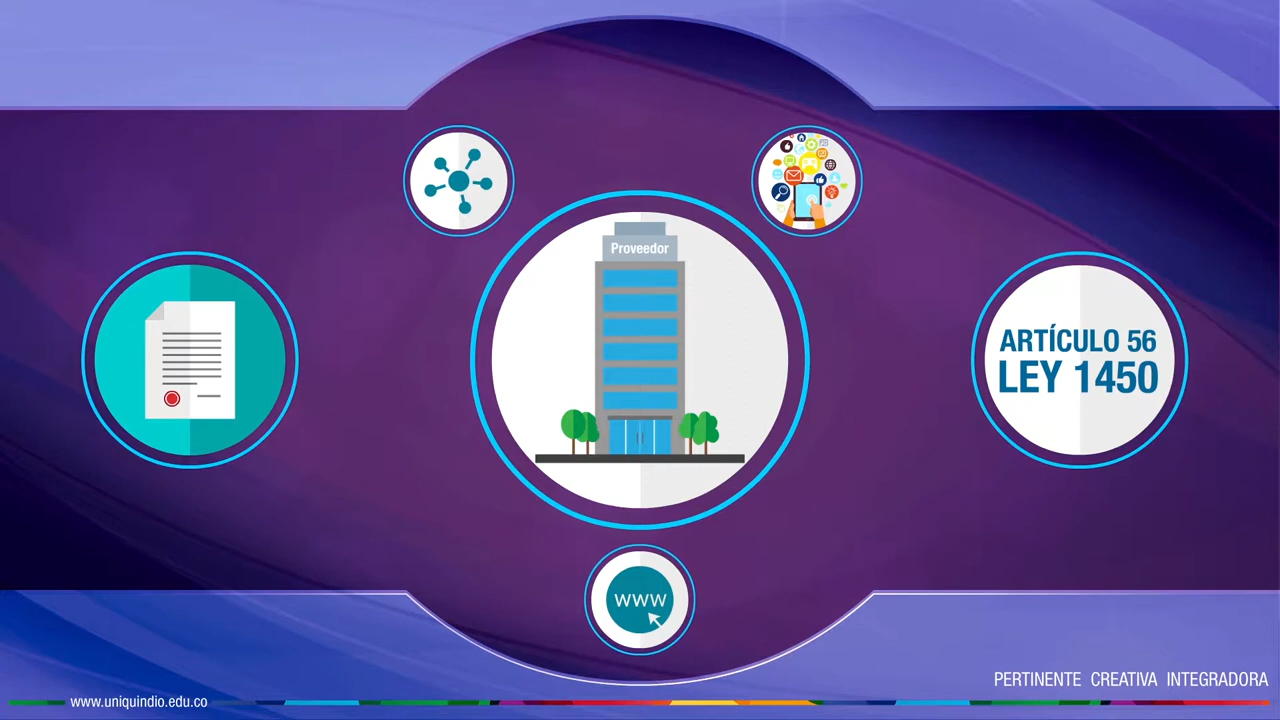 Proveedor
ARTÍCULO 56
LEY 1450
www
PERTINENTE CREATIVA INTEGRADORA
www.uniquindio.edu.co